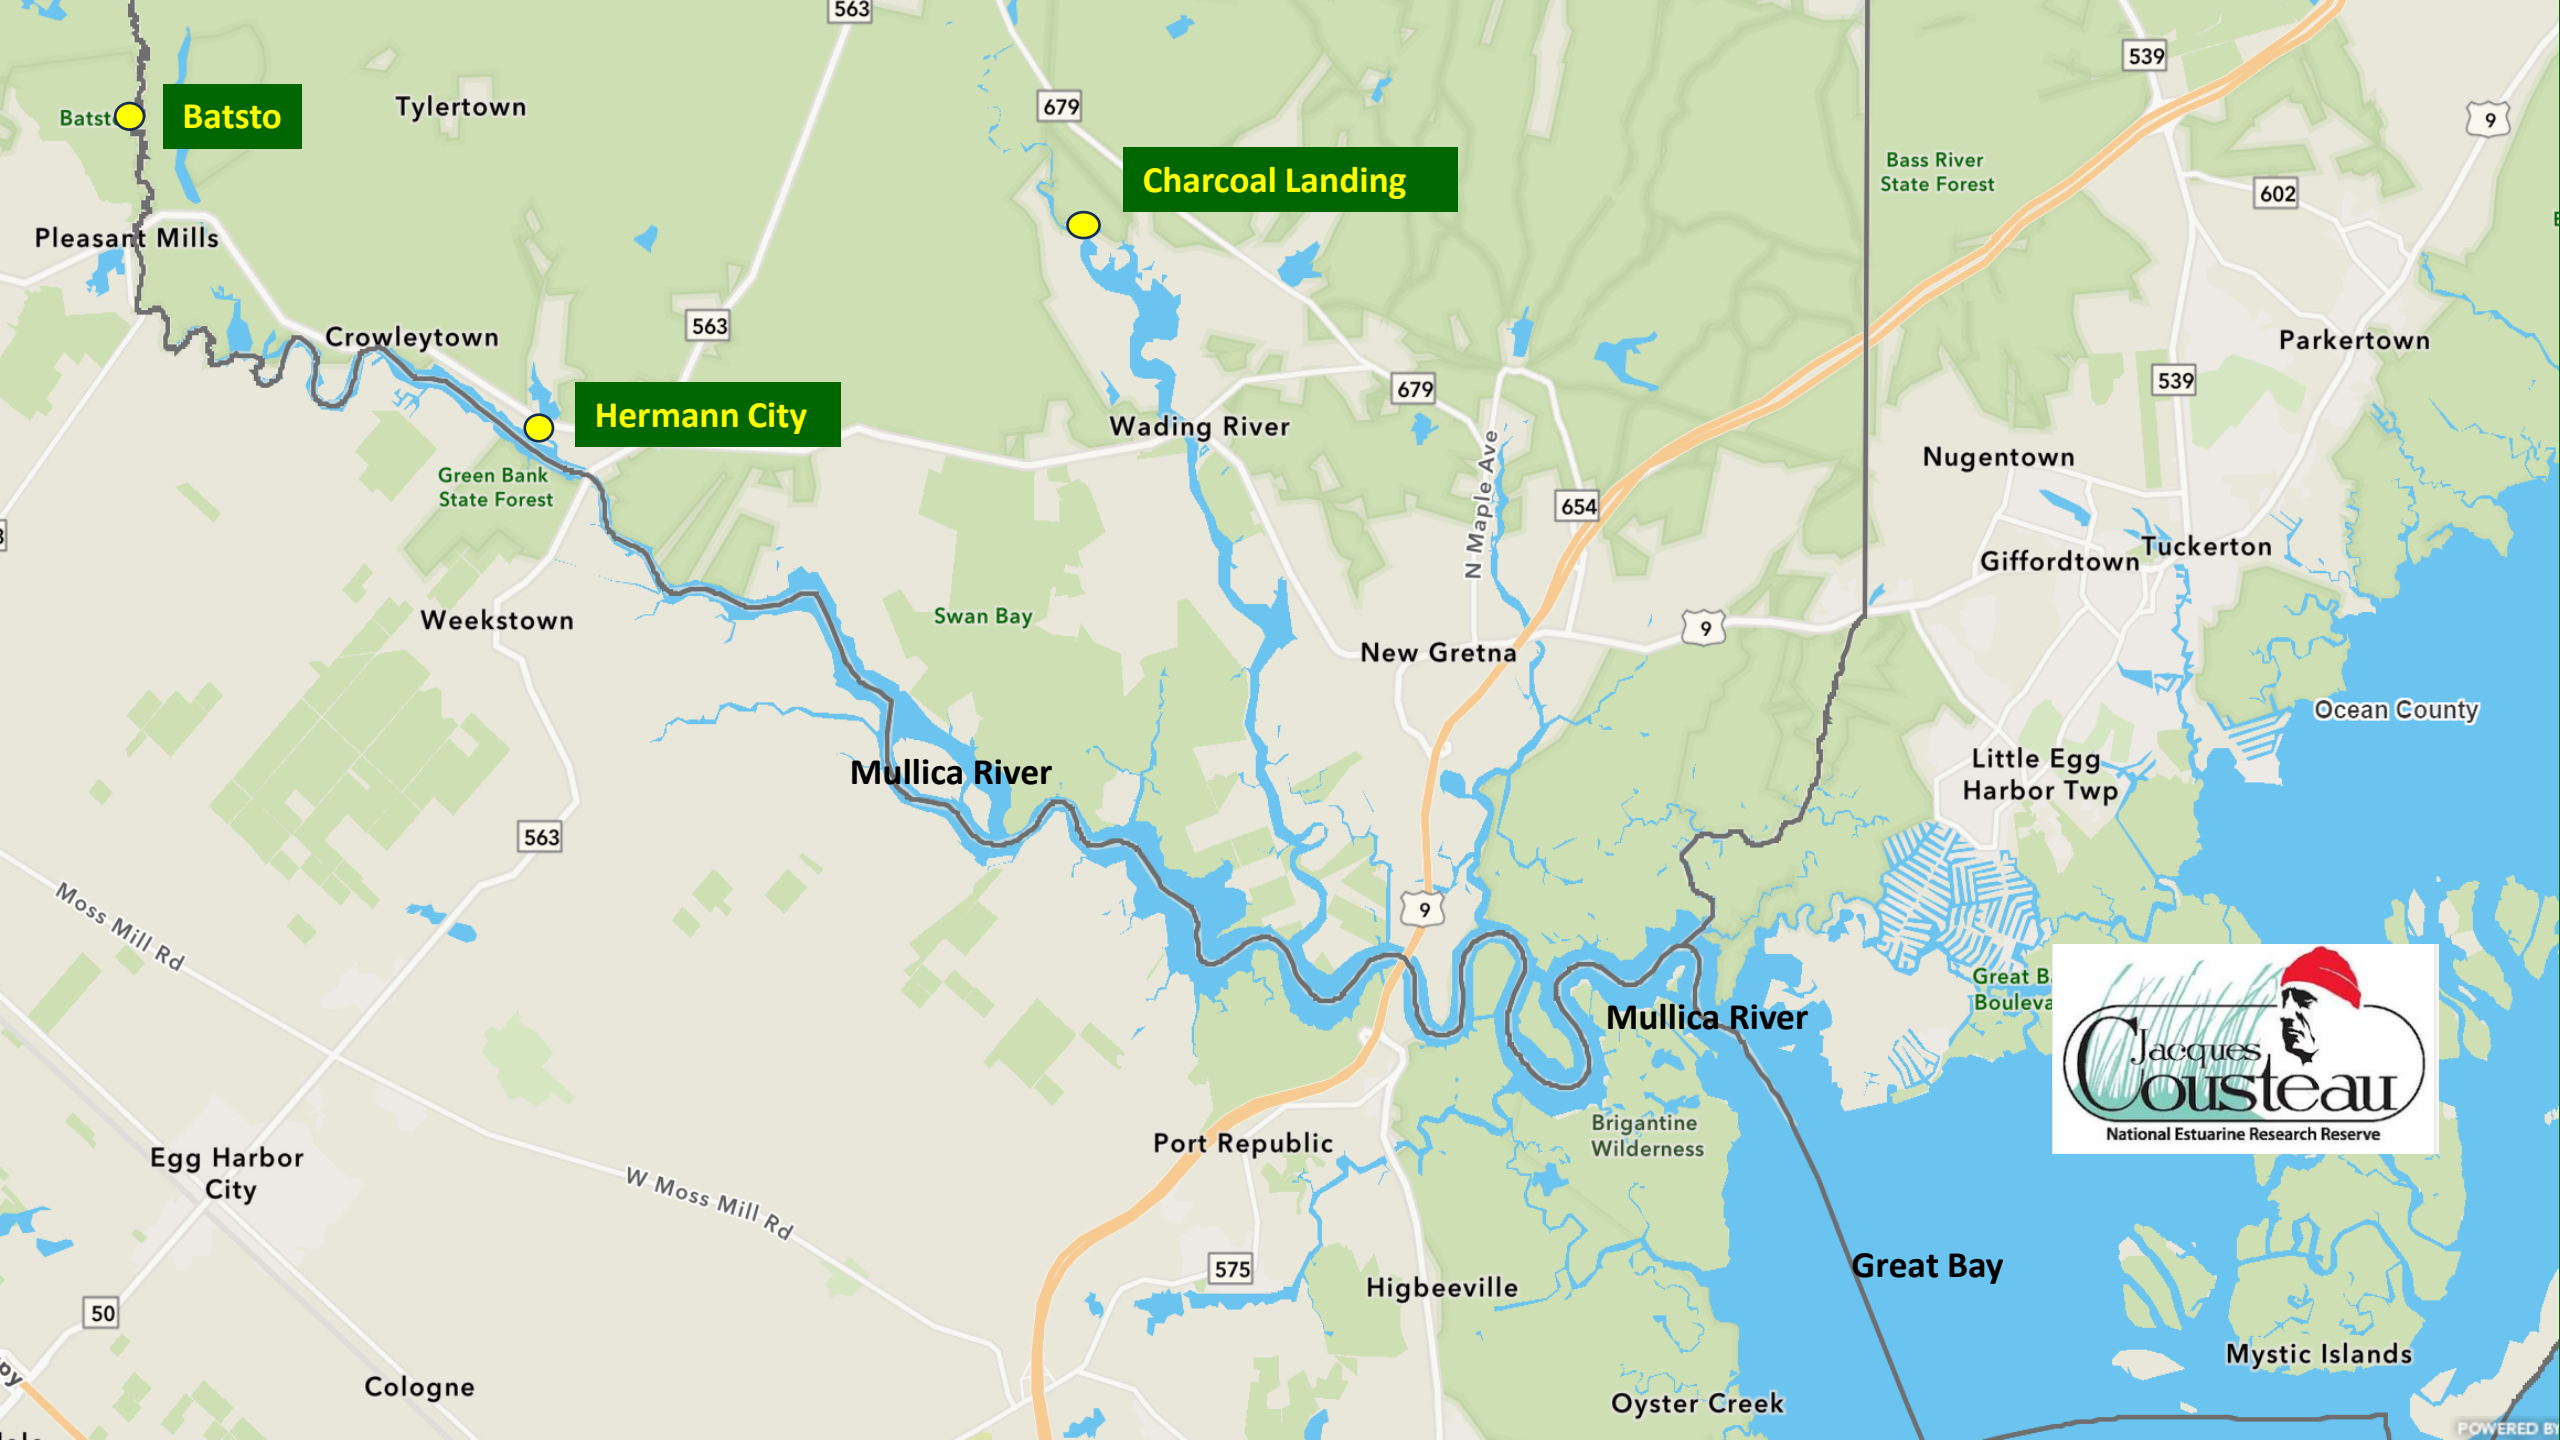 563
539
9
679
Tylertown
Batsto
Batsto
Charcoal Landing
Bass River
State Forest
602
Pleasant Mills
563
Crowleytown
Parkertown
679
539
Hermann City
Wading River
N Maple Ave
Nugentown
Green Bank
State Forest
654
Tuckerton
Giffordtown
Weekstown
Swan Bay
9
New Gretna
Ocean County
Mullica River
Little Egg
Harbor Twp
563
Moss Mill Rd
9
Great B
Bouleva
Mullica River
Jacques
Cousteau
National Estuarine Research Reserve
Brigantine
Wilderness
Port Republic
Egg Harbor
City
W Moss Mill Rd
575
Great Bay
Higbeeville
50
Mystic Islands
Cologne
Oyster Creek
POWERED BY